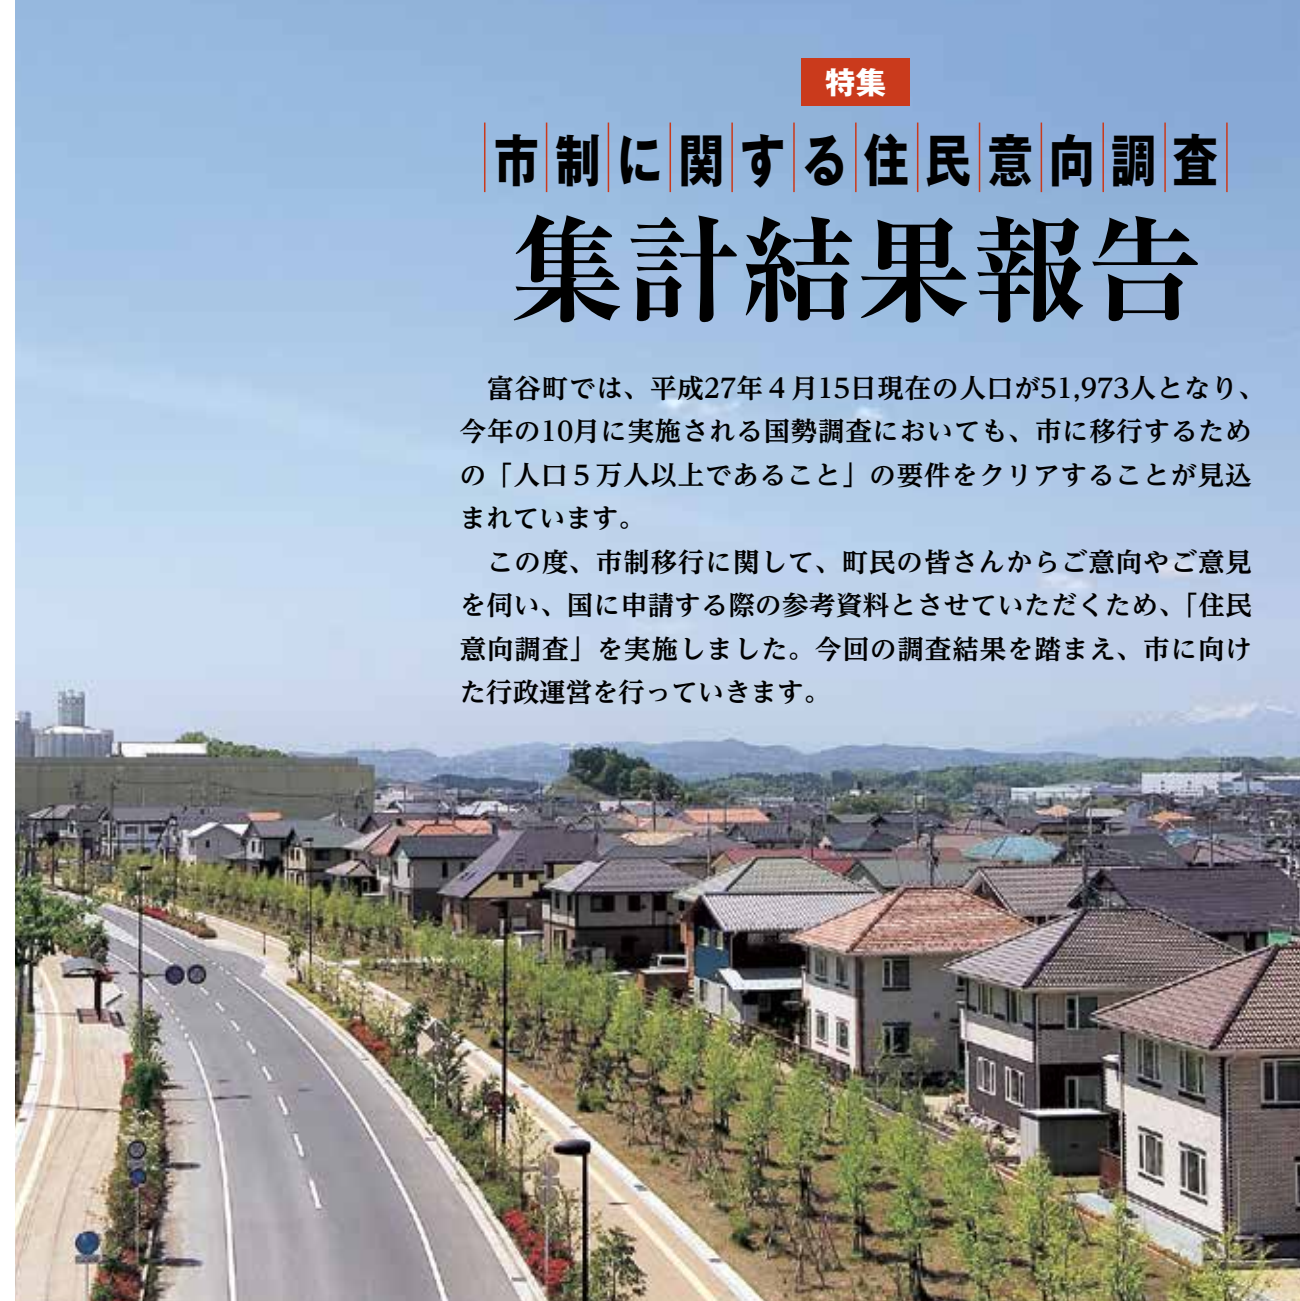 特集
市制に関する住民意向調査
集計結果報告
富谷町では、平成27年４月15日現在の人口が51,973人となり、
今年の10月に実施される国勢調査においても、市に移行するため
の「人口５万人以上であること」の要件をクリアすることが見込
まれています。
この度、市制移行に関して、町民の皆さんからご意向やご意見
を伺い、国に申請する際の参考資料とさせていただくため、「住民
意向調査」を実施しました。今回の調査結果を踏まえ、市に向け
た行政運営を行っていきます。